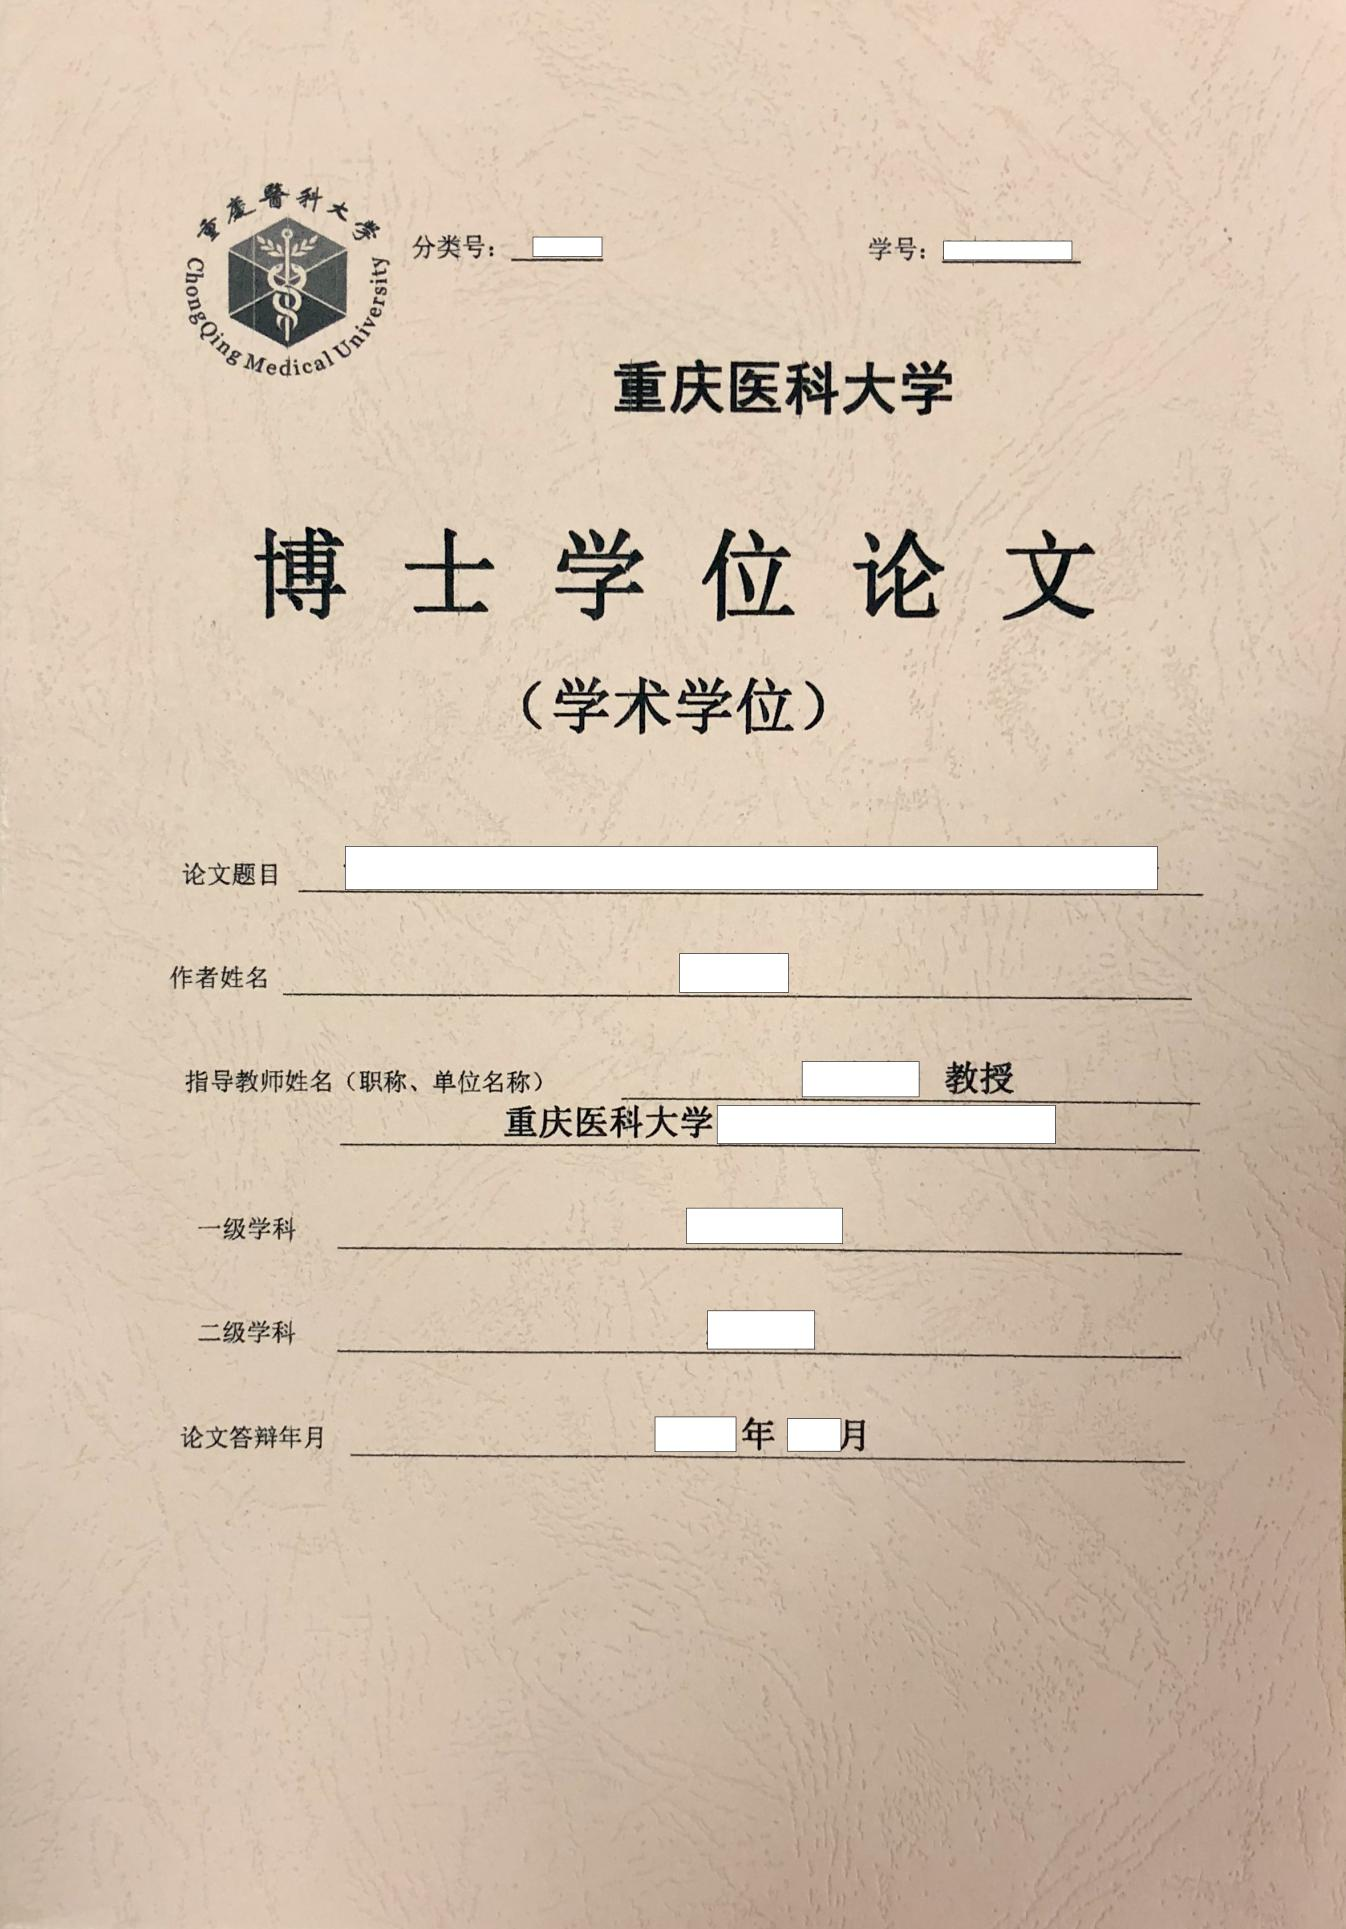 重慶醫科大學
ChongQing Medical University
分类号： 学号：
重庆医科大学
博士学位论文
（学术学位）
论文题目
作者姓名
指导教师姓名（职称、单位名称） 教授
重庆医科大学
一级学科
二级学科
论文答辩年月 年 月